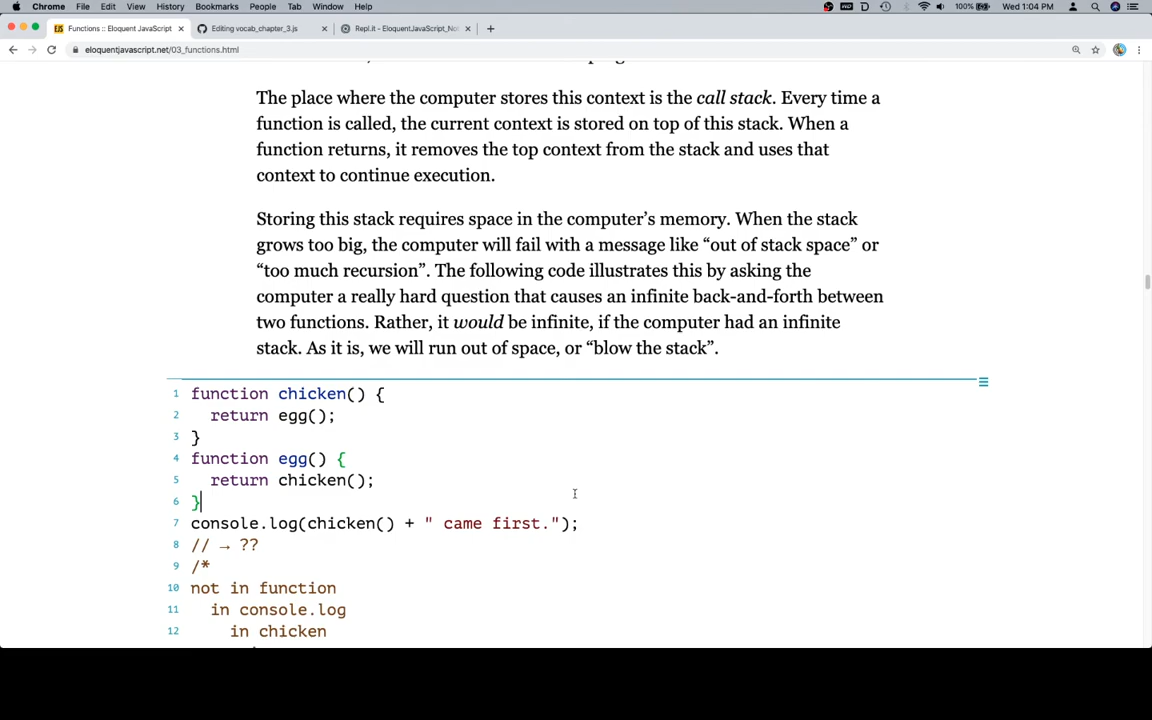 Chrome File Edit View History Bookmarks People Tab Window Help 100% Wed 1:04 PM
Functions :: Eloquent JavaScript Editing vocab_chapter_3.js
eloquentjavascript.net/03_functions.html
The place where the computer stores this context is the call stack. Every time a
function is called, the current context is stored on top of this stack. When a
function returns, it removes the top context from the stack and uses that
context to continue execution.
Storing this stack requires space in the computer’s memory. When the stack
grows too big, the computer will fail with a message like “out of stack space” or
“too much recursion”. The following code illustrates this by asking the
computer a really hard question that causes an infinite back-and-forth between
two functions. Rather, it would be infinite, if the computer had an infinite
stack. As it is, we will run out of space, or “blow the stack”.
1 function chicken() {
2 return egg();
3 }
4 function egg() {
5 return chicken();
6 }
7 console.log(chicken() + " came first.");
8 // → ??
9 /*
10 not in function
11 in console.log
12 in chicken